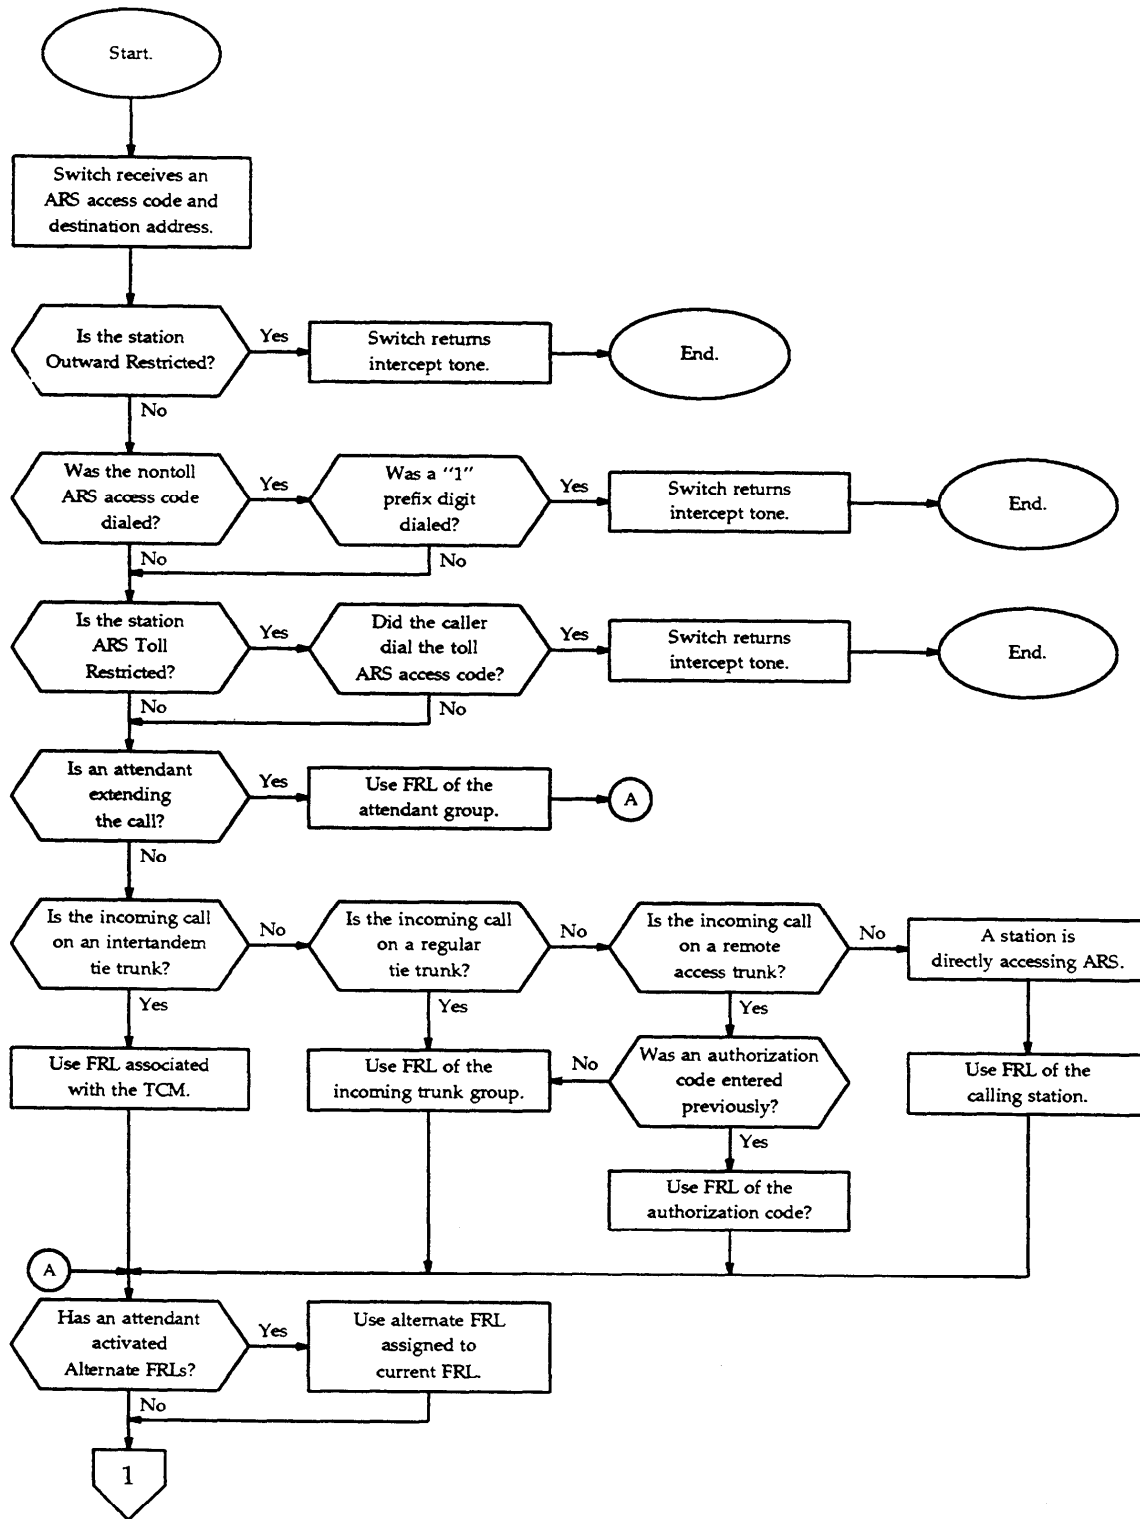 Start.
Switch receives an
ARS access code and
destination address.
Is the station
Outward Restricted?
Yes
Switch returns
intercept tone.
End.
No
Was the nontoll
ARS access code
dialed?
Yes
Was a "1"
prefix digit
dialed?
Yes
Switch returns
intercept tone.
End.
No
No
Is the station
ARS Toll
Restricted?
Yes
Did the caller
dial the toll
ARS access code?
Yes
Switch returns
intercept tone.
End.
No
No
Is an attendant
extending
the call?
Yes
Use FRL of the
attendant group.
A
No
Is the incoming call
on an intertandem
tie trunk?
No
Is the incoming call
on a regular
tie trunk?
No
Is the incoming call
on a remote
access trunk?
No
A station is
directly accessing ARS.
Yes
Yes
Yes
Use FRL associated
with the TCM.
Use FRL of the
incoming trunk group.
No
Was an authorization
code entered
previously?
Use FRL of the
calling station.
Yes
Use FRL of the
authorization code?
A
Has an attendant
activated
Alternate FRLs?
Yes
Use alternate FRL
assigned to
current FRL.
No
1